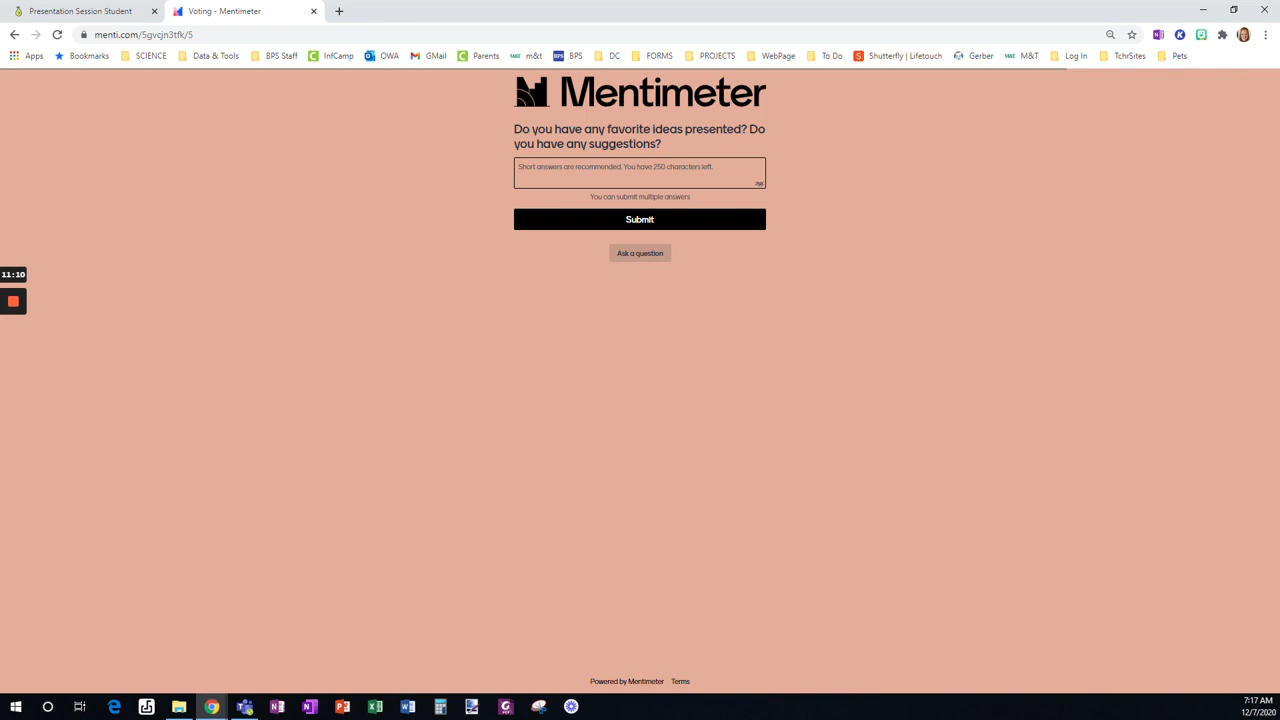 Presentation Session Student
Voting - Mentimeter
menti.com/5gvcjn3tfk/5
Apps Bookmarks SCIENCE Data & Tools BPS Staff InfCamp OWA GMail Parents m&t BPS DC FORMS PROJECTS WebPage To Do Shutterfly | Lifetouch Gerber M&T Log In TchrSites Pets
Mentimeter
Do you have any favorite ideas presented? Do
you have any suggestions?
Short answers are recommended. You have 250 characters left.
250
You can submit multiple answers
Submit
Ask a question
11:10
Powered by Mentimeter Terms
7:17 AM
12/7/2020